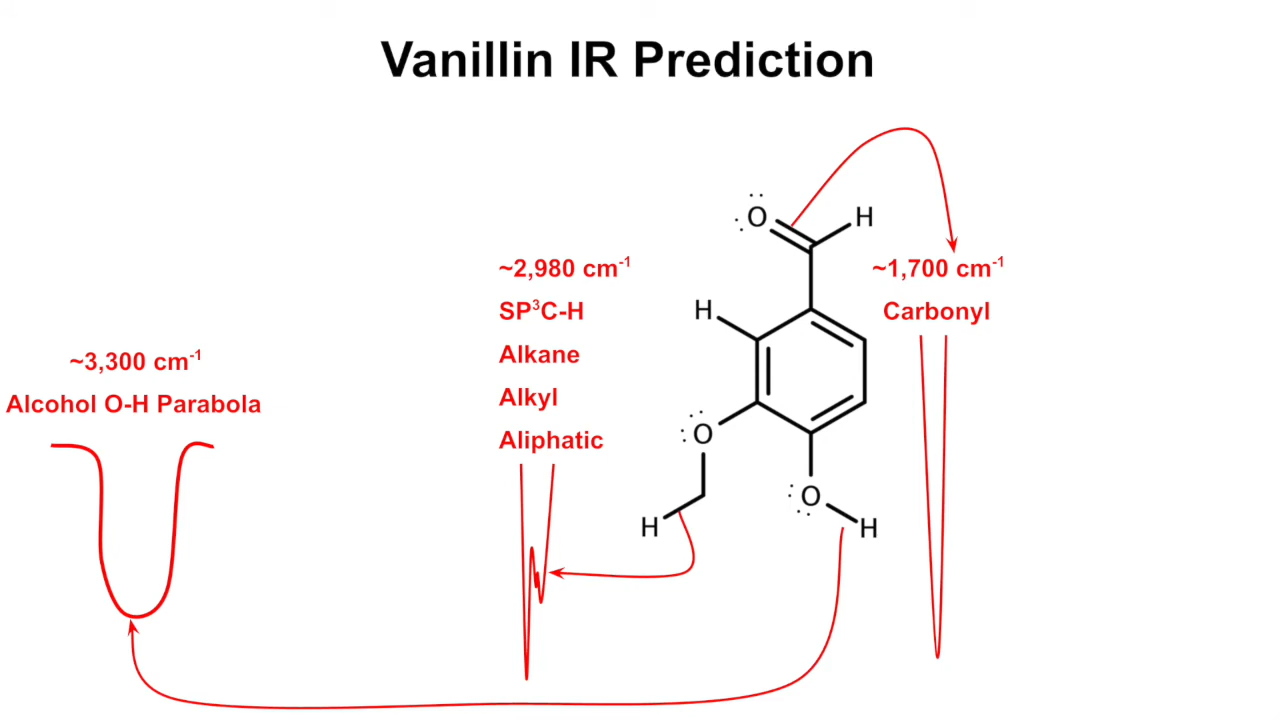 Vanillin IR Prediction
O
H
~2,980 cm⁻¹
SP³C-H
Alkane
Alkyl
Aliphatic
~1,700 cm⁻¹
Carbonyl
H
~3,300 cm⁻¹
Alcohol O-H Parabola
O
O
H
H